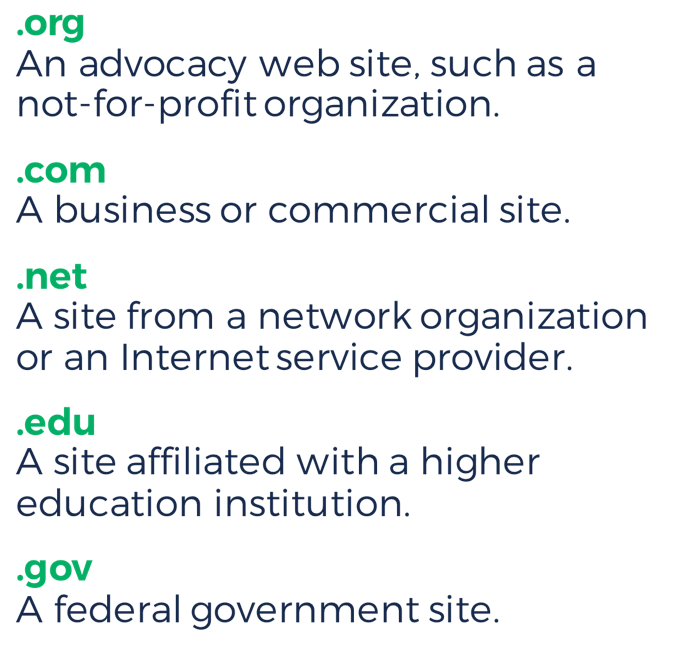 .org
An advocacy web site, such as a
not-for-profit organization.
.com
A business or commercial site.
.net
A site from a network organization
or an Internet service provider.
.edu
A site affiliated with a higher
education institution.
.gov
A federal government site.